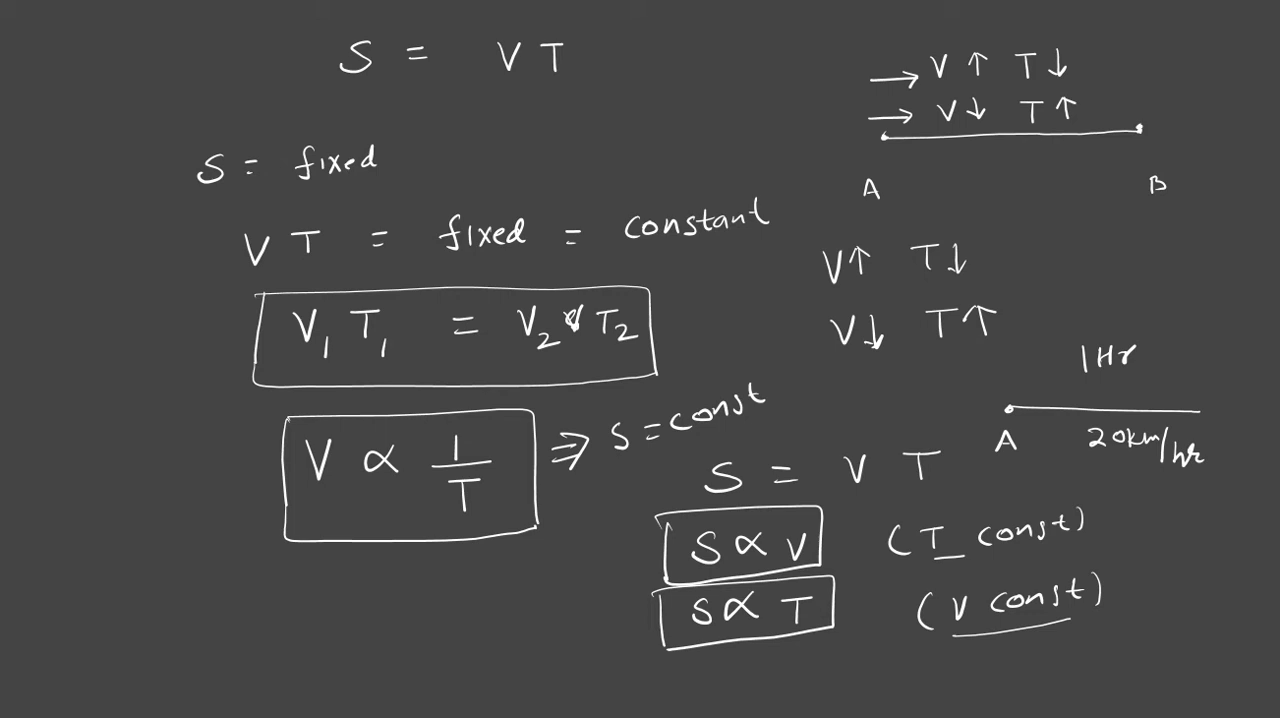 S = V T
→ V ↑ T ↓
→ V ↓ T ↑
A B
S = fixed
V T = fixed = constant
V₁ T₁ = V₂ T₂
V ↑ T ↓
V ↓ T ↑
V ∝ 1/T ⇒ S = const
1 Hr
A 20 km/hr
S = V T
S ∝ V (T const)
S ∝ T (V const)